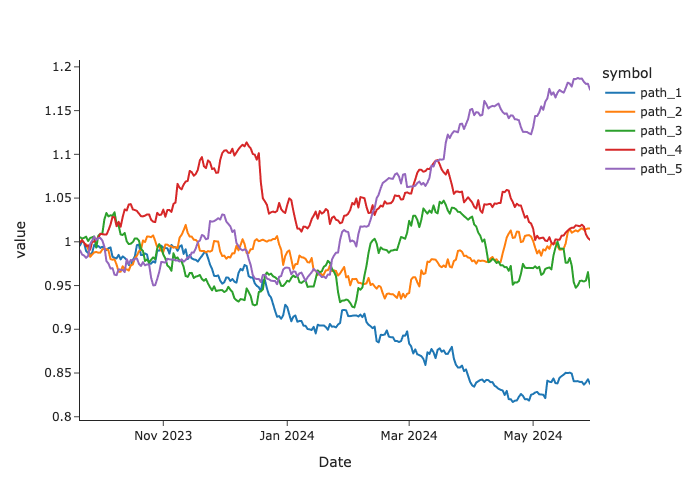 symbol
path_1
path_2
path_3
path_4
path_5
value
1.2
1.15
1.1
1.05
1
0.95
0.9
0.85
0.8
Nov 2023
Jan 2024
Mar 2024
May 2024
Date